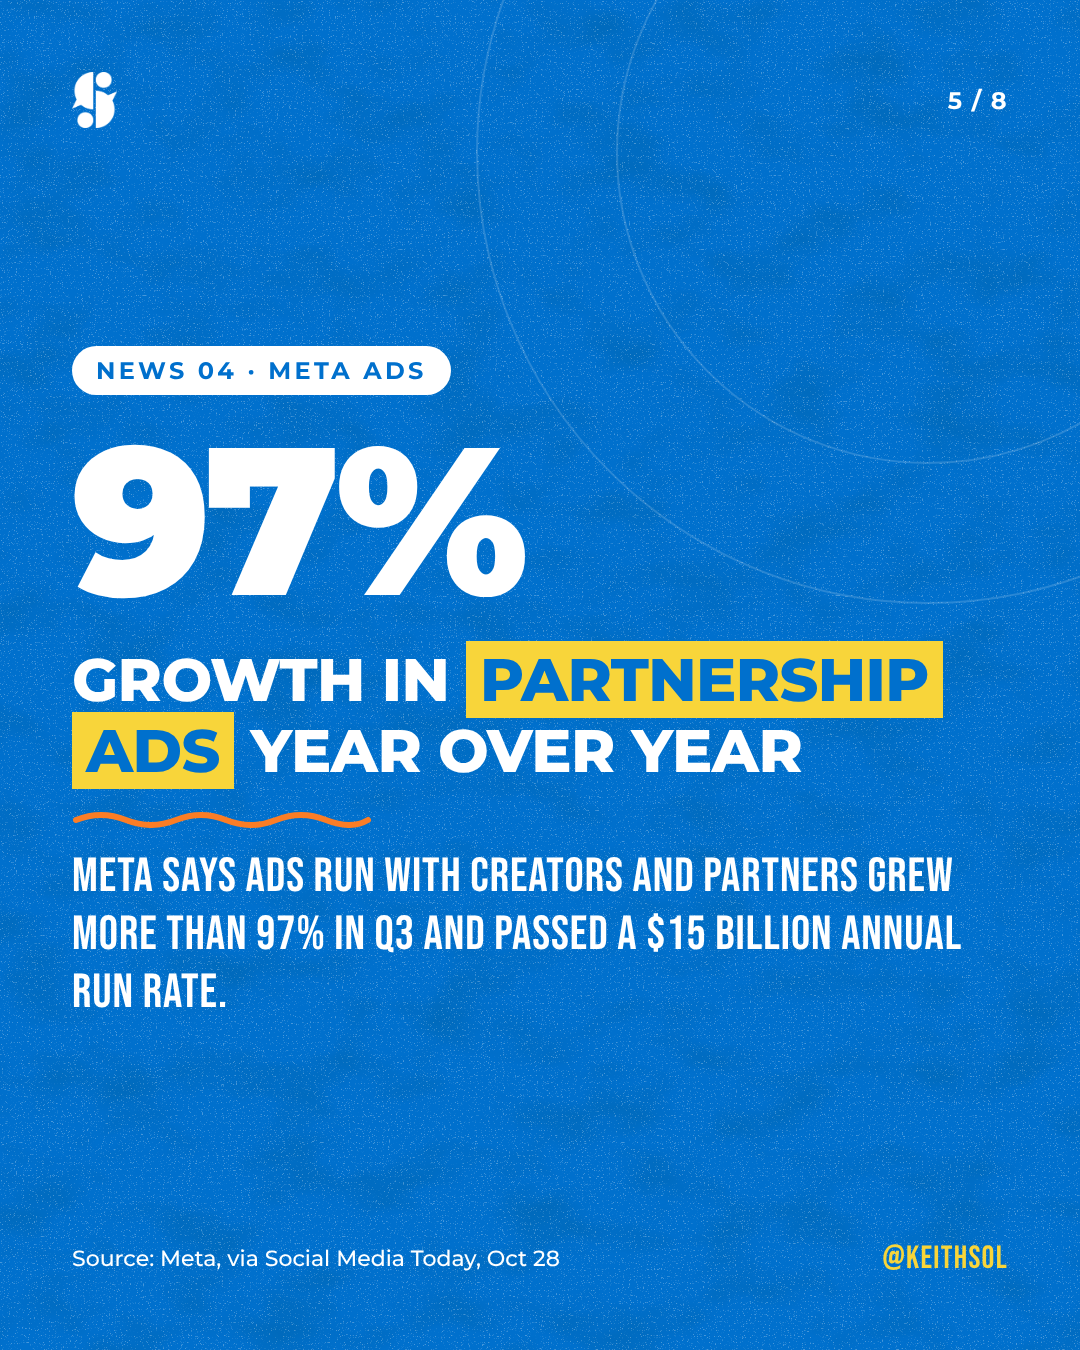 5 / 8
NEWS 04 · META ADS
97%
GROWTH IN PARTNERSHIP
ADS YEAR OVER YEAR
META SAYS ADS RUN WITH CREATORS AND PARTNERS GREW
MORE THAN 97% IN Q3 AND PASSED A $15 BILLION ANNUAL
RUN RATE.
Source: Meta, via Social Media Today, Oct 28
@KEITHSOL